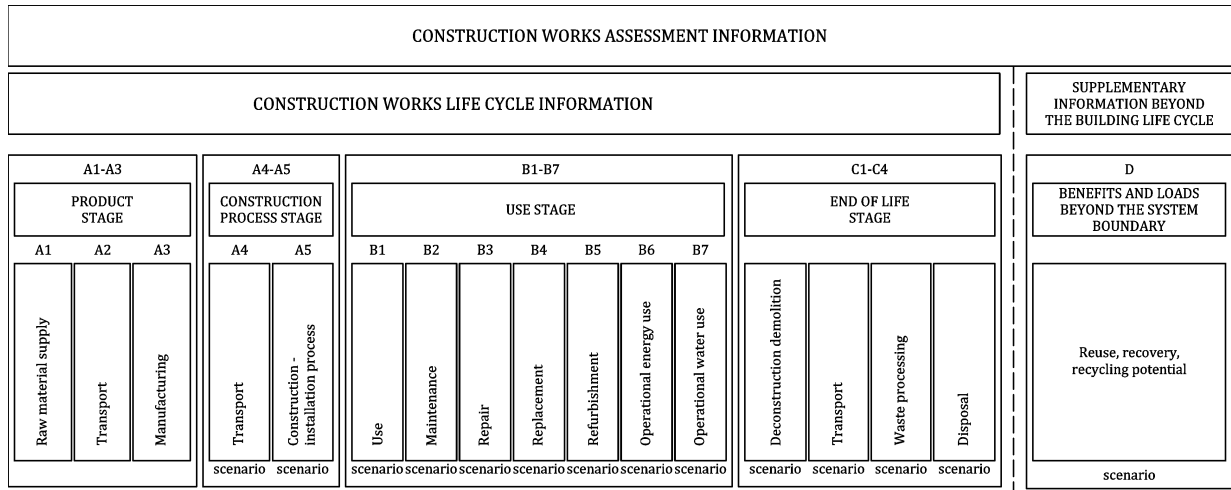 CONSTRUCTION WORKS ASSESSMENT INFORMATION
CONSTRUCTION WORKS LIFE CYCLE INFORMATION
SUPPLEMENTARY
INFORMATION BEYOND
THE BUILDING LIFE CYCLE
A1-A3
PRODUCT
STAGE
A1
A2
A3
Raw material supply
Transport
Manufacturing
A4-A5
CONSTRUCTION
PROCESS STAGE
A4
A5
Transport
Construction -
installation process
scenario
scenario
B1-B7
USE STAGE
B1
B2
B3
B4
B5
B6
B7
Use
Maintenance
Repair
Replacement
Refurbishment
Operational energy use
Operational water use
scenario
scenario
scenario
scenario
scenario
scenario
scenario
C1-C4
END OF LIFE
STAGE
Deconstruction demolition
Transport
Waste processing
Disposal
scenario
scenario
scenario
scenario
D
BENEFITS AND LOADS
BEYOND THE SYSTEM
BOUNDARY
Reuse, recovery,
recycling potential
scenario